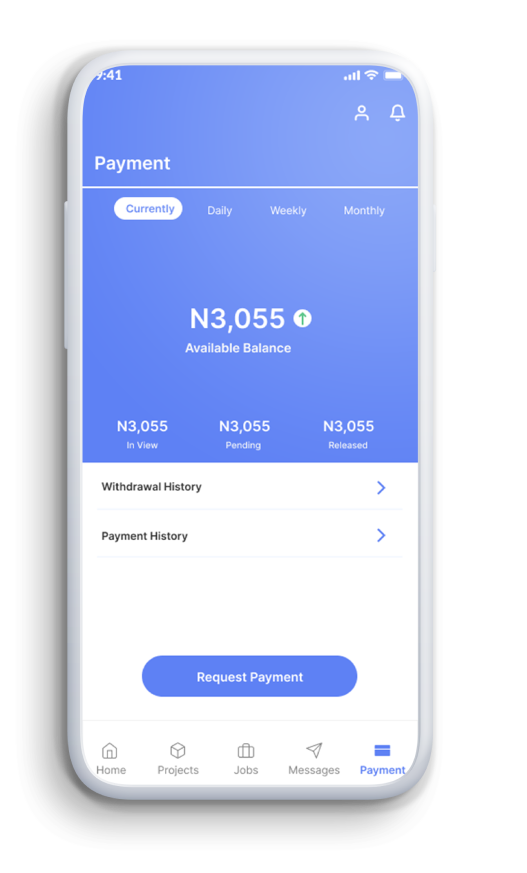 9:41
Payment
Currently Daily Weekly Monthly
N3,055
Available Balance
N3,055 N3,055 N3,055
In View Pending Released
Withdrawal History
Payment History
Request Payment
Home Projects Jobs Messages Payment